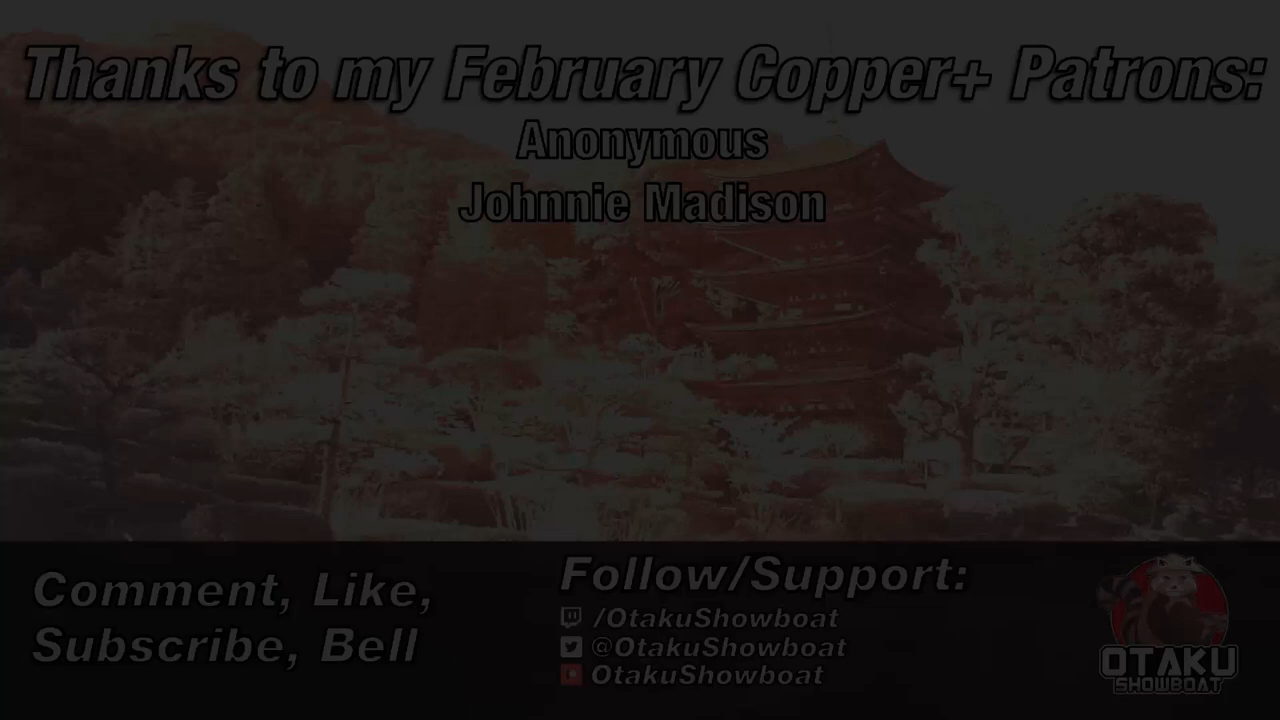 Thanks to my February Copper+ Patrons:
Anonymous
Johnnie Madison
Comment, Like,
Subscribe, Bell
Follow/Support:
/OtakuShowboat
@OtakuShowboat
OtakuShowboat
OTAKU
SHOWBOAT